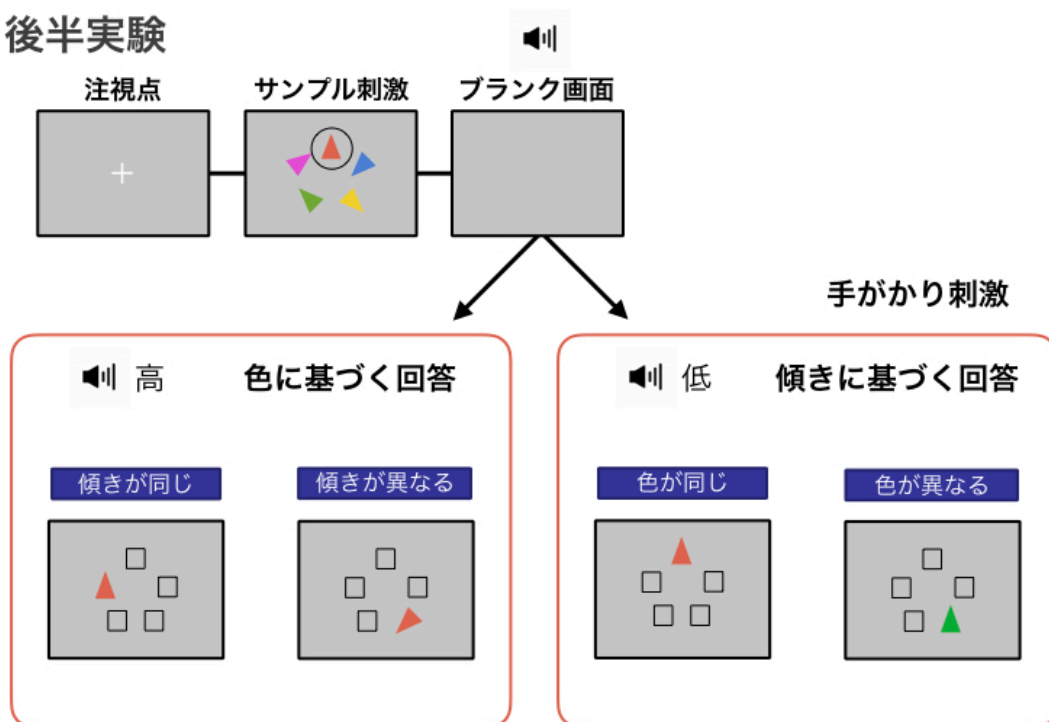 後半実験
注視点
サンプル刺激
ブランク画面
手がかり刺激
高
色に基づく回答
低
傾きに基づく回答
傾きが同じ
傾きが異なる
色が同じ
色が異なる